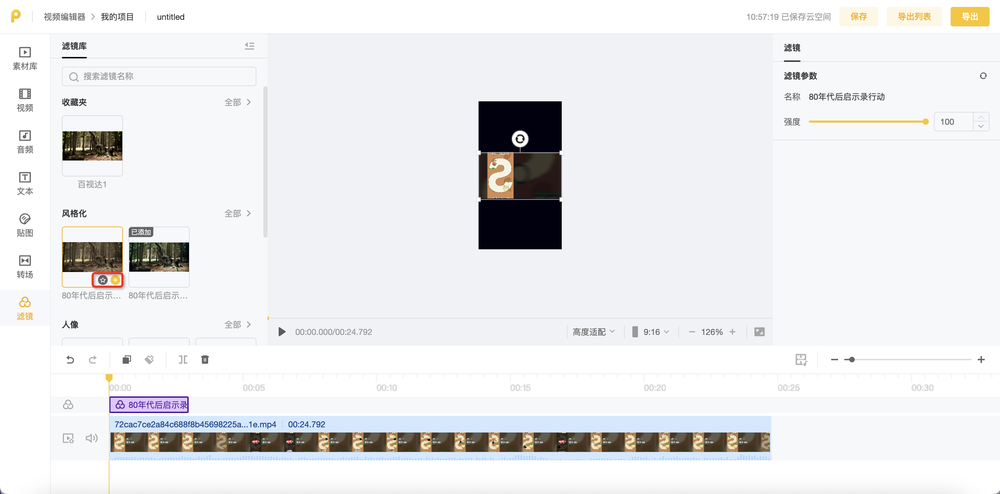 视频编辑器 > 我的项目 untitled
10:57:19 已保存云空间 保存 导出列表 导出
素材库
视频
音频
文本
贴图
转场
滤镜
滤镜库
搜索滤镜名称
收藏夹 全部 >
百视达1
风格化 全部 >
已添加
80年代后启示... 80年代后启示...
人像 全部 >
00:00.000/00:24.792 高度适配 9:16 126%
滤镜
滤镜参数
名称 80年代后启示录行动
强度 100
00:00 00:05 00:10 00:15 00:20 00:25 00:30
80年代后启示录
72cac7ce2a84c688f8b45698225a...1e.mp4 00:24.792